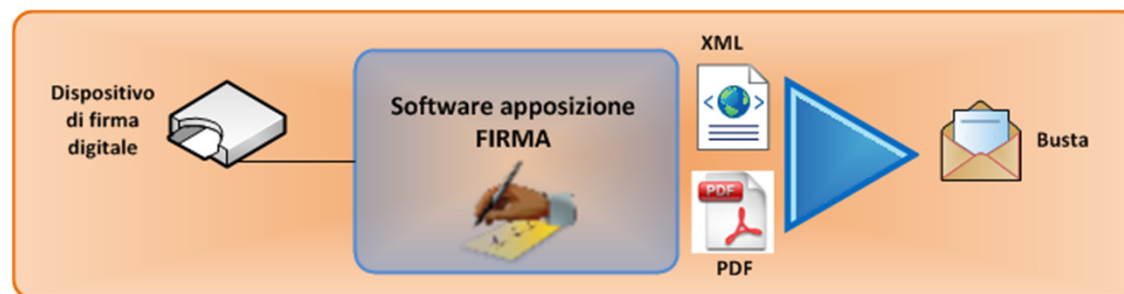 Dispositivo
di firma
digitale
Software apposizione
FIRMA
XML
PDF
PDF
Busta